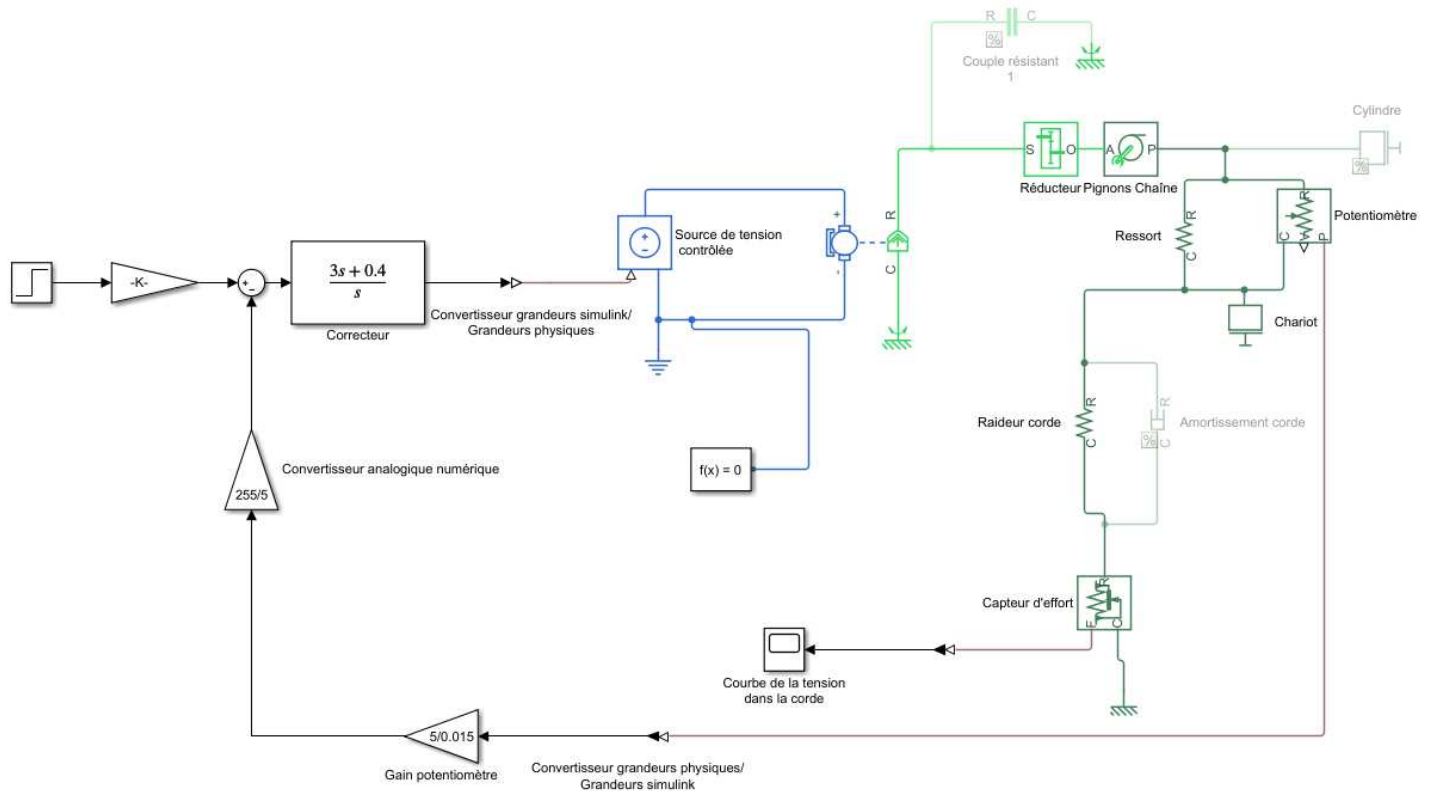 R C
%
Couple résistant
1
Cylindre
%
S O
A P
Réducteur
Pignons Chaîne
R
C
+
-
Source de tension
contrôlée
+
-
Ressort
R
C
R
C V P
Potentiomètre
-K-
+
-
3s + 0.4
s
Correcteur
Convertisseur grandeurs simulink/
Grandeurs physiques
Chariot
Raideur corde
R
C
R
% C
Amortissement corde
f(x) = 0
255/5
Convertisseur analogique numérique
Capteur d'effort
R
F C
Courbe de la tension
dans la corde
5/0.015
Gain potentiomètre
Convertisseur grandeurs physiques/
Grandeurs simulink